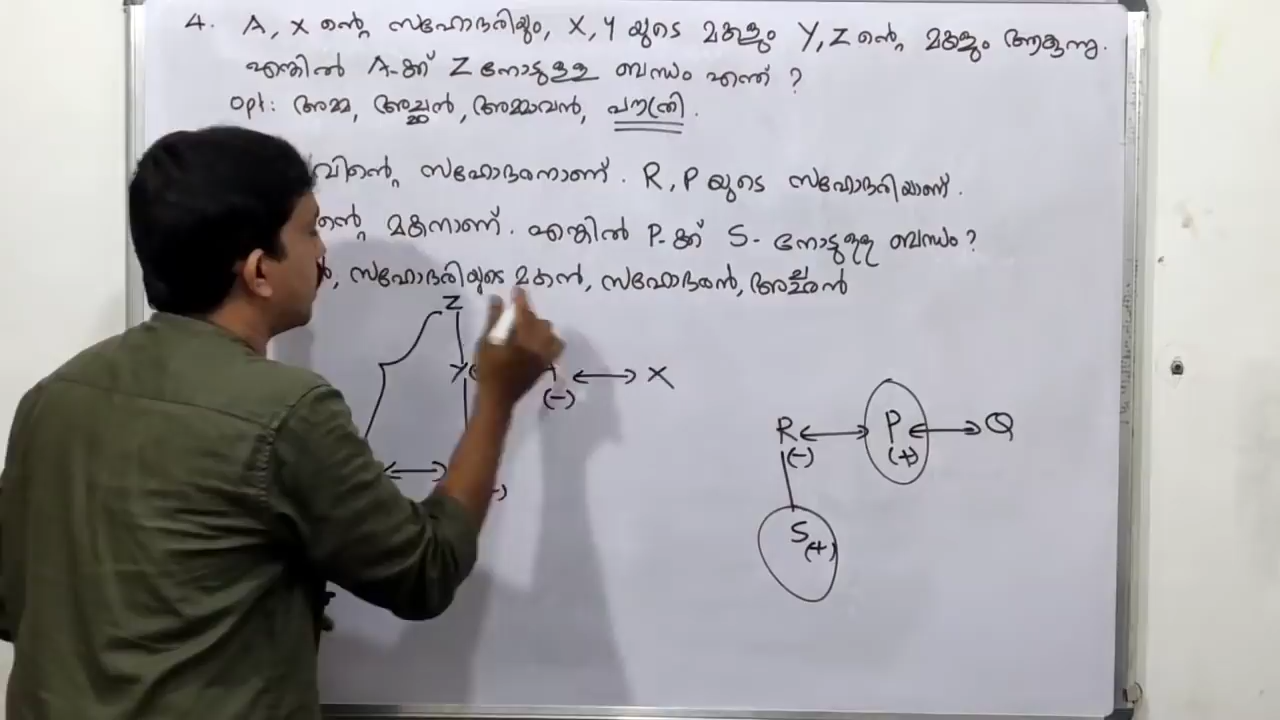 4. A, X ന്റെ സഹോദരിയും, X, Y യുടെ മകളും Y, Z ന്റെ മകളും ആകുന്നു.
എങ്കിൽ A-ക്ക് Z നോടുള്ള ബന്ധം എന്ത് ?
Opt: അമ്മ, അച്ഛൻ, അമ്മാവൻ, പൗത്രി.
വിന്റെ സഹോദരനാണ്. R, P യുടെ സഹോദരിയാണ്.
ന്റെ മകനാണ്. എങ്കിൽ P-ക്ക് S- നോടുള്ള ബന്ധം ?
ൻ, സഹോദരിയുടെ മകൻ, സഹോദരൻ, അച്ഛൻ
Z
Y (-) X
R P Q
(-) (+)
S (+)